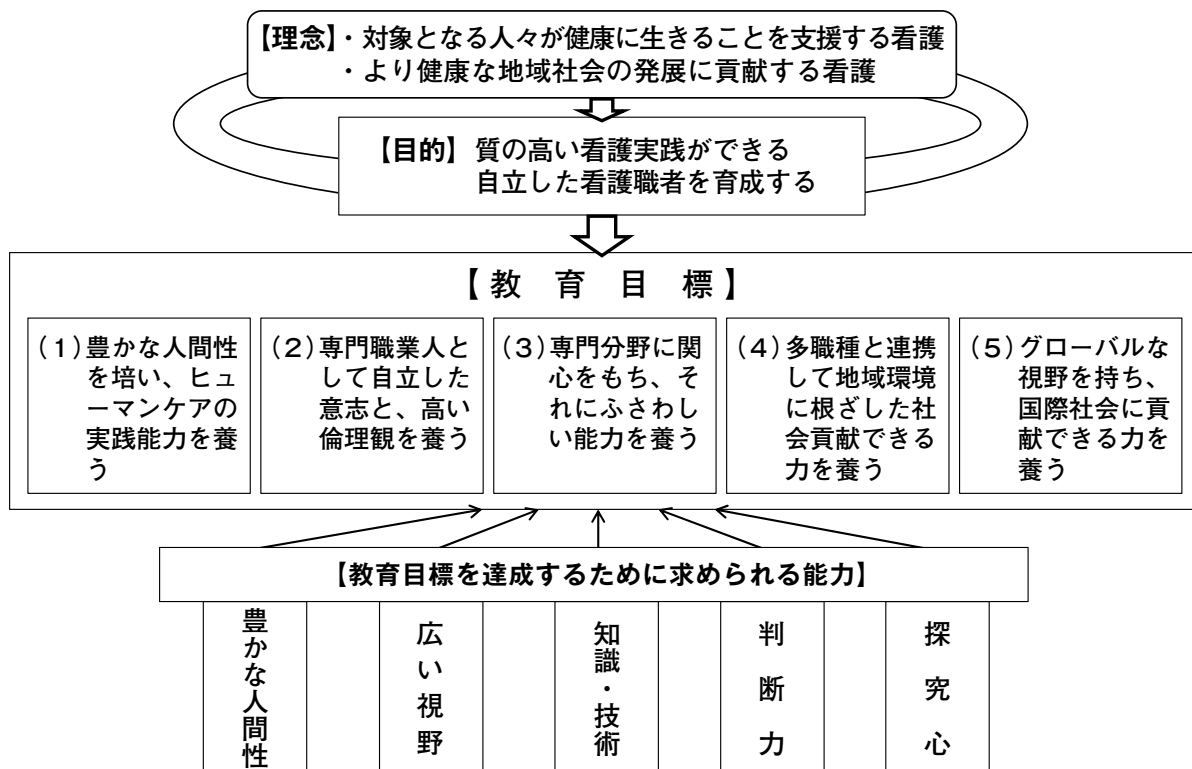 【理念】・対象となる人々が健康に生きることを支援する看護
・より健康な地域社会の発展に貢献する看護
【目的】質の高い看護実践ができる
自立した看護職者を育成する
【教育目標】
(1)豊かな人間性
を培い、ヒュ
ーマンケアの
実践能力を養
う
(2)専門職業人と
して自立した
意志と、高い
倫理観を養う
(3)専門分野に関
心をもち、そ
れにふさわし
い能力を養う
(4)多職種と連携
して地域環境
に根ざした社
会貢献できる
力を養う
(5)グローバルな
視野を持ち、
国際社会に貢
献できる力を
養う
【教育目標を達成するために求められる能力】
豊かな人間性
広い視野
知識・技術
判断力
探究心